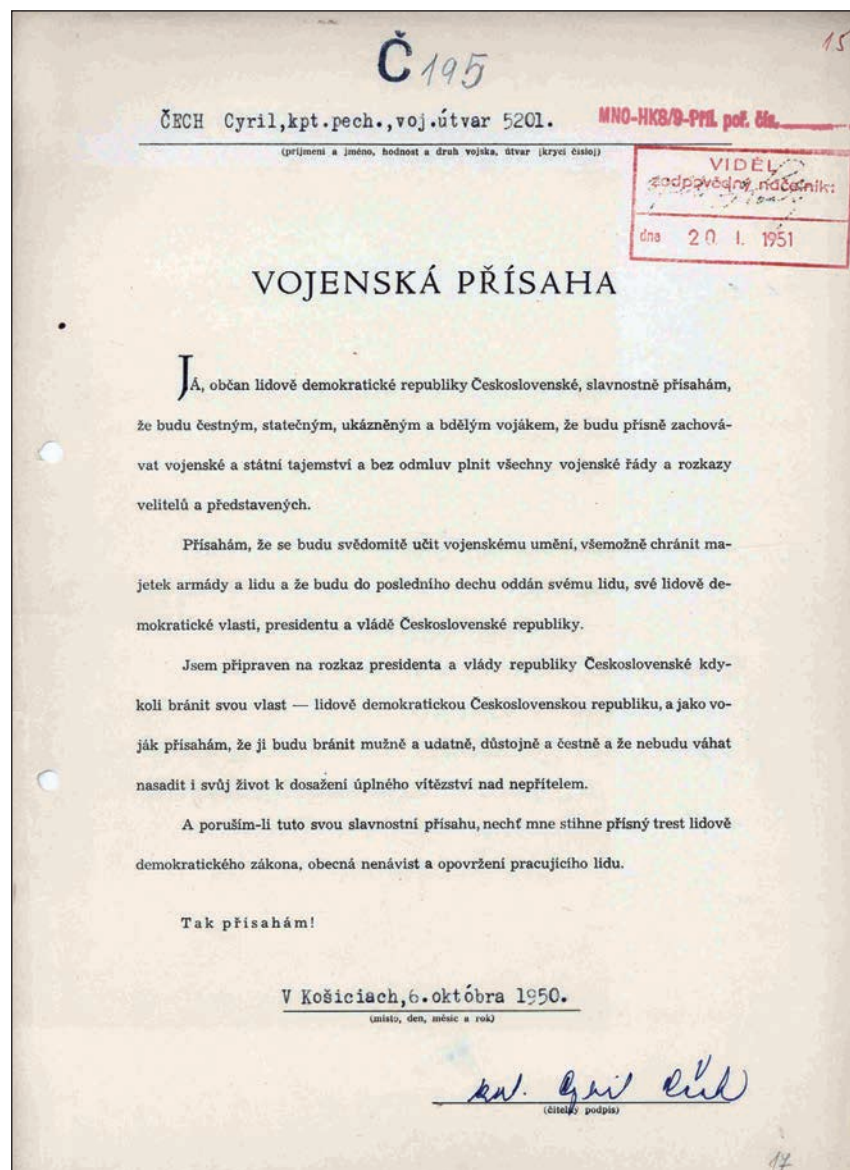 15
Č 195
ČECH Cyril,kpt.pech.,voj.útvar 5201.
MNO-HKS/9-Příl. poř. čís.
(příjmení a jméno, hodnost a druh vojska, útvar [krycí číslo])
VIDĚL
zodpovědný náčelník:
dne 20. I. 1951
VOJENSKÁ PŘÍSAHA
JÁ, občan lidově demokratické republiky Československé, slavnostně přísahám,
že budu čestným, statečným, ukázněným a bdělým vojákem, že budu přísně zachová-
vat vojenské a státní tajemství a bez odmluv plnit všechny vojenské řády a rozkazy
velitelů a představených.
Přísahám, že se budu svědomitě učit vojenskému umění, všemožně chránit ma-
jetek armády a lidu a že budu do posledního dechu oddán svému lidu, své lidově de-
mokratické vlasti, presidentu a vládě Československé republiky.
Jsem připraven na rozkaz presidenta a vlády republiky Československé kdy-
koli bránit svou vlast — lidově demokratickou Československou republiku, a jako vo-
ják přísahám, že ji budu bránit mužně a udatně, důstojně a čestně a že nebudu váhat
nasadit i svůj život k dosažení úplného vítězství nad nepřítelem.
A poruším-li tuto svou slavnostní přísahu, nechť mne stihne přísný trest lidově
demokratického zákona, obecná nenávist a opovržení pracujícího lidu.
Tak přísahám!
V Košiciach,6.októbra 1950.
(místo, den, měsíc a rok)
Cyril Čech
(čitelný podpis)
17